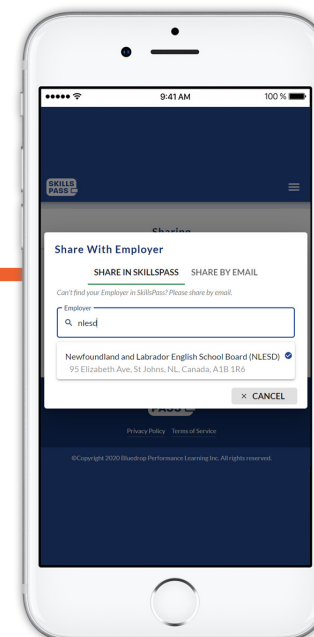 9:41 AM 100 %
SKILLS
PASS
Sharing
Share With Employer
SHARE IN SKILLSPASS SHARE BY EMAIL
Can't find your Employer in SkillsPass? Please share by email.
Employer
nlesd
Newfoundland and Labrador English School Board (NLESD)
95 Elizabeth Ave, St Johns, NL, Canada, A1B 1R6
× CANCEL
PASS
Privacy Policy Terms of Service
©Copyright 2020 Bluedrop Performance Learning Inc. All rights reserved.